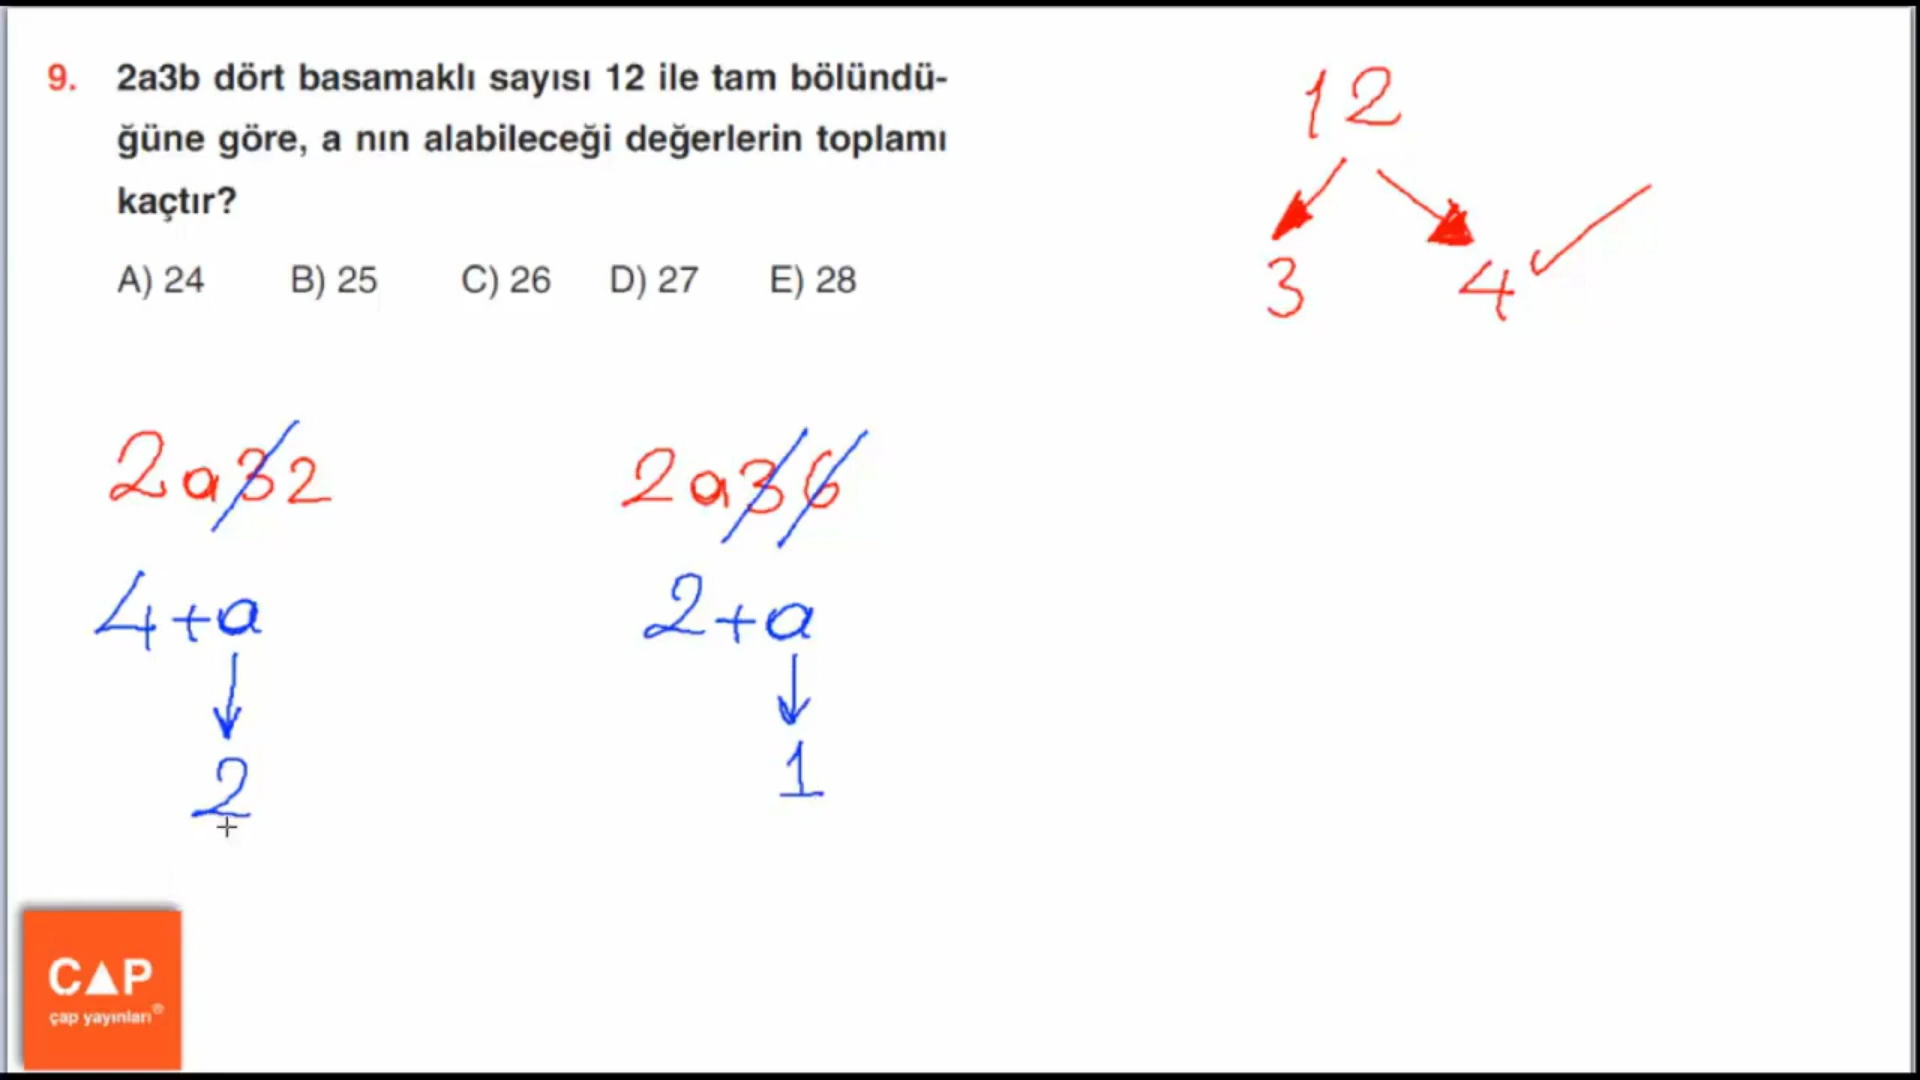 9. 2a3b dört basamaklı sayısı 12 ile tam bölündü-
ğüne göre, a nın alabileceği değerlerin toplamı
kaçtır?
A) 24 B) 25 C) 26 D) 27 E) 28
12
3 4
2a32 2a36
4+a 2+a
2 1
ÇAP
çap yayınları®